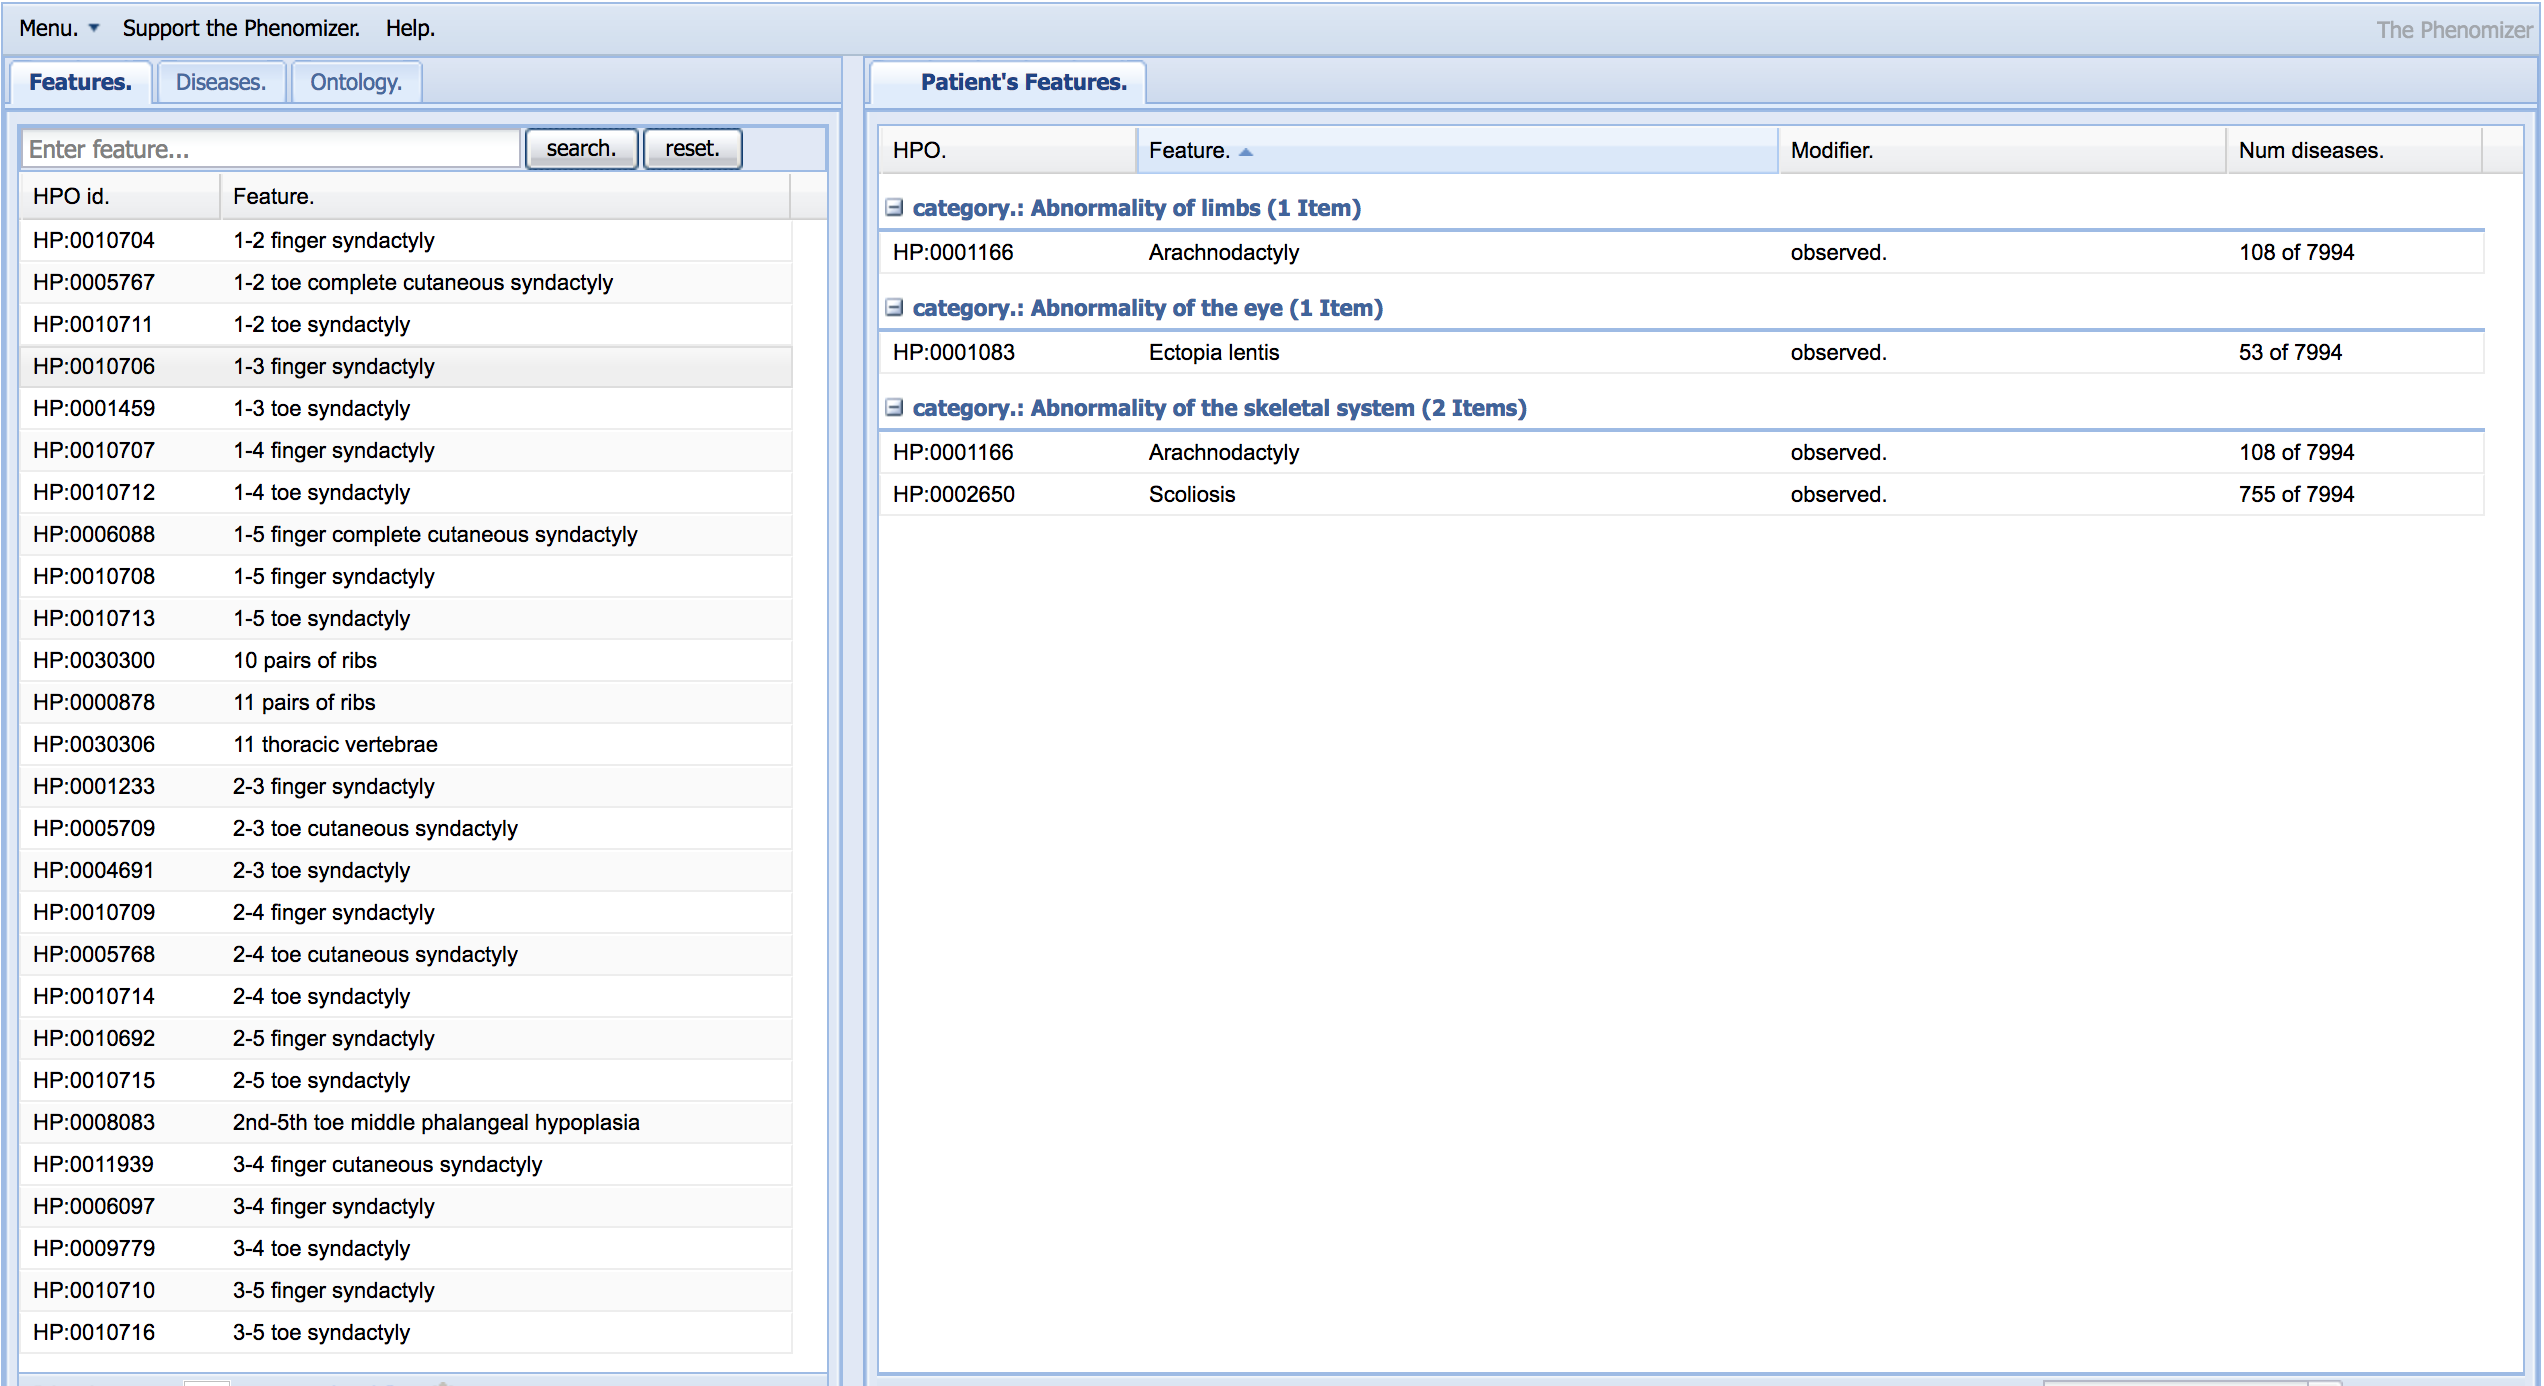 Menu. Support the Phenomizer. Help. The Phenomizer
Features. Diseases. Ontology.
Enter feature... search. reset.
HPO id. Feature.
HP:0010704 1-2 finger syndactyly
HP:0005767 1-2 toe complete cutaneous syndactyly
HP:0010711 1-2 toe syndactyly
HP:0010706 1-3 finger syndactyly
HP:0001459 1-3 toe syndactyly
HP:0010707 1-4 finger syndactyly
HP:0010712 1-4 toe syndactyly
HP:0006088 1-5 finger complete cutaneous syndactyly
HP:0010708 1-5 finger syndactyly
HP:0010713 1-5 toe syndactyly
HP:0030300 10 pairs of ribs
HP:0000878 11 pairs of ribs
HP:0030306 11 thoracic vertebrae
HP:0001233 2-3 finger syndactyly
HP:0005709 2-3 toe cutaneous syndactyly
HP:0004691 2-3 toe syndactyly
HP:0010709 2-4 finger syndactyly
HP:0005768 2-4 toe cutaneous syndactyly
HP:0010714 2-4 toe syndactyly
HP:0010692 2-5 finger syndactyly
HP:0010715 2-5 toe syndactyly
HP:0008083 2nd-5th toe middle phalangeal hypoplasia
HP:0011939 3-4 finger cutaneous syndactyly
HP:0006097 3-4 finger syndactyly
HP:0009779 3-4 toe syndactyly
HP:0010710 3-5 finger syndactyly
HP:0010716 3-5 toe syndactyly
Patient's Features.
HPO. Feature. Modifier. Num diseases.
category.: Abnormality of limbs (1 Item)
HP:0001166 Arachnodactyly observed. 108 of 7994
category.: Abnormality of the eye (1 Item)
HP:0001083 Ectopia lentis observed. 53 of 7994
category.: Abnormality of the skeletal system (2 Items)
HP:0001166 Arachnodactyly observed. 108 of 7994
HP:0002650 Scoliosis observed. 755 of 7994